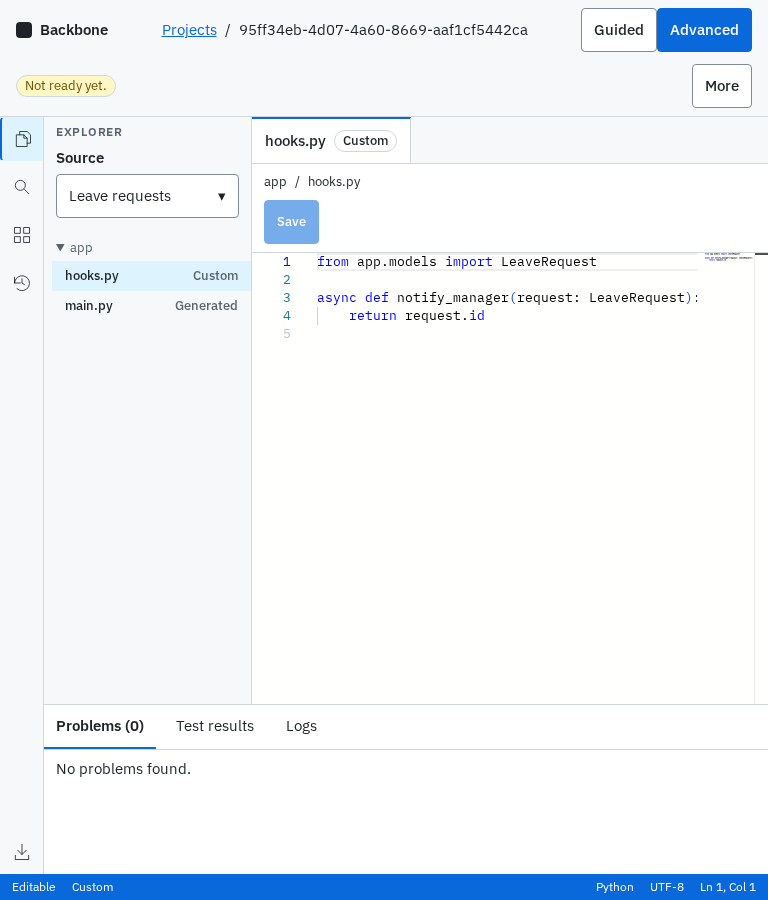 Backbone
Projects / 95ff34eb-4d07-4a60-8669-aaf1cf5442ca
Guided
Advanced
Not ready yet.
More
EXPLORER
Source
Leave requests ▾
▼ app
hooks.py Custom
main.py Generated
hooks.py Custom
app / hooks.py
Save
1 from app.models import LeaveRequest
2
3 async def notify_manager(request: LeaveRequest):
4     return request.id
5
Problems (0)
Test results
Logs
No problems found.
Editable Custom Python UTF-8 Ln 1, Col 1